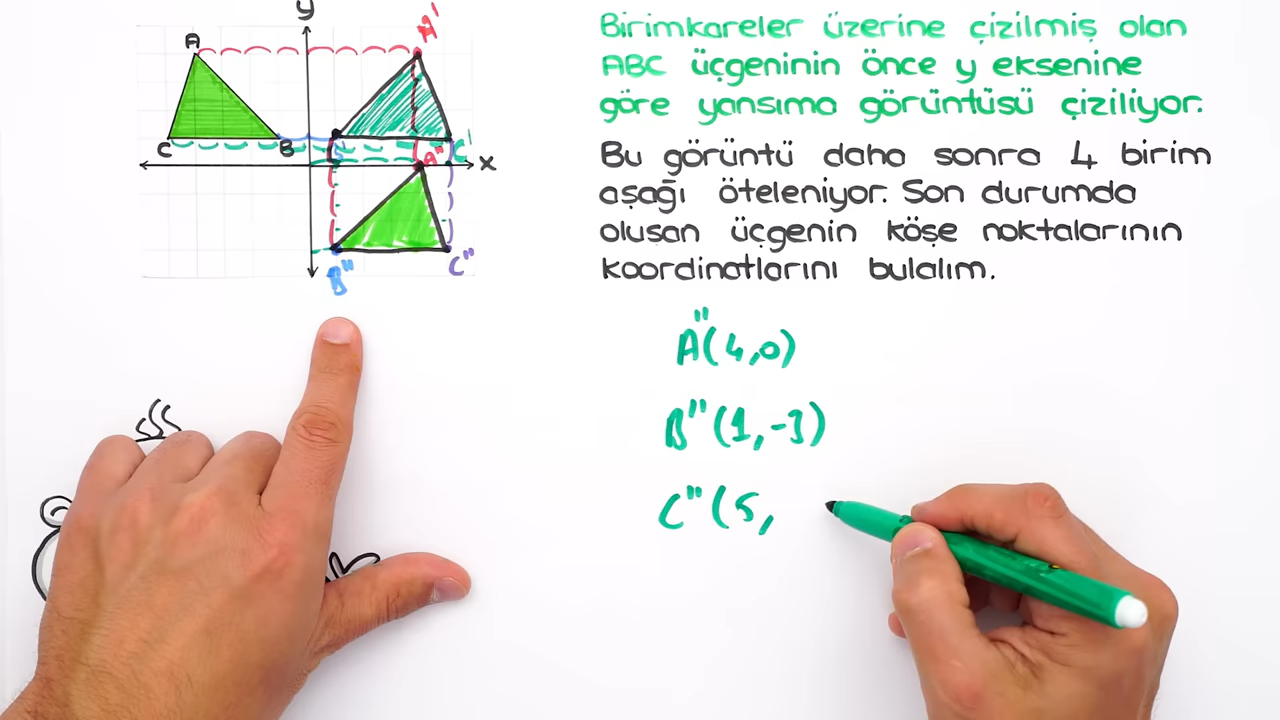 y
A
A'
C
B
C'
A"
x
B"
C"
Birimkareler üzerine çizilmiş olan
ABC üçgeninin önce y eksenine
göre yansıma görüntüsü çiziliyor.
Bu görüntü daha sonra 4 birim
aşağı öteleniyor. Son durumda
oluşan üçgenin köşe noktalarının
koordinatlarını bulalım.
A"(4,0)
B"(1,-3)
C"(5,